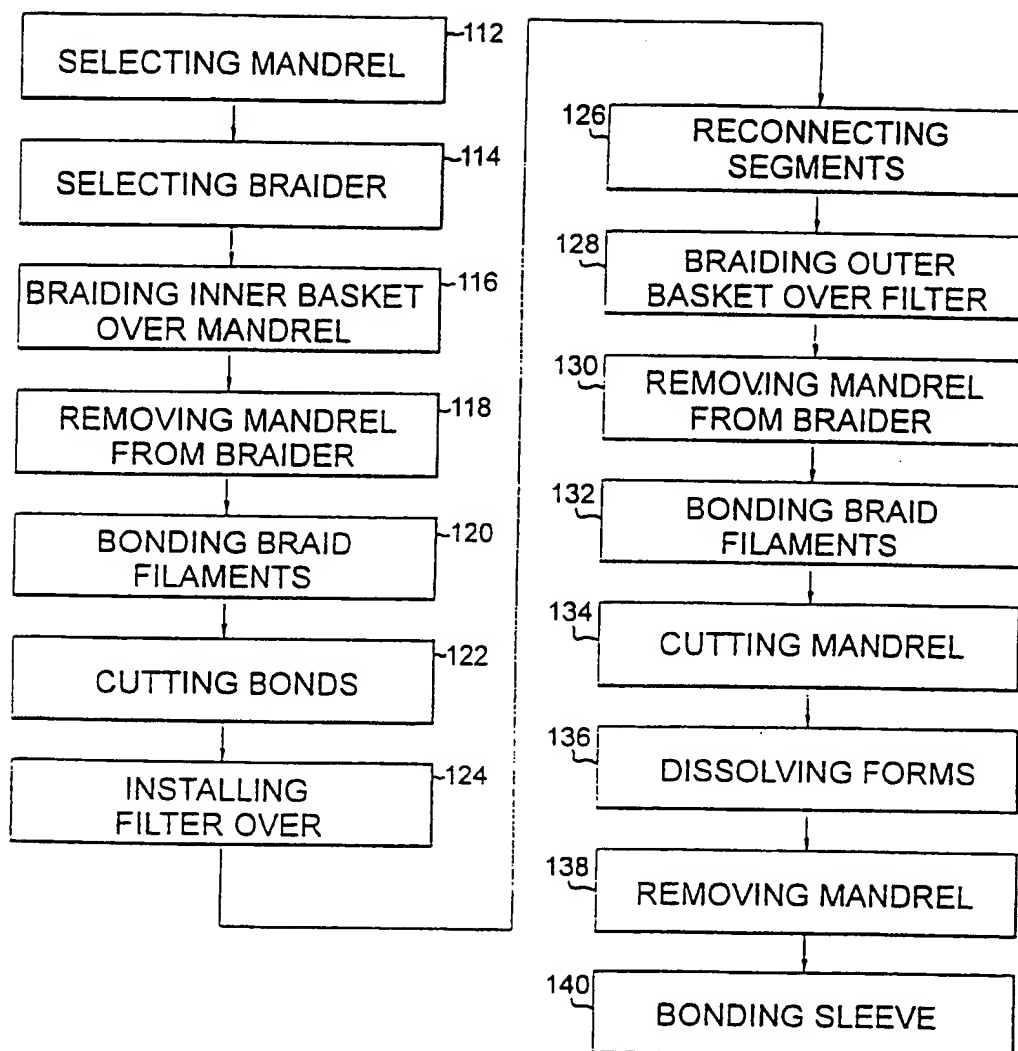 112
SELECTING MANDREL
114
SELECTING BRAIDER
116
BRAIDING INNER BASKET
OVER MANDREL
118
REMOVING MANDREL
FROM BRAIDER
120
BONDING BRAID
FILAMENTS
122
CUTTING BONDS
124
INSTALLING
FILTER OVER
126
RECONNECTING
SEGMENTS
128
BRAIDING OUTER
BASKET OVER FILTER
130
REMOVING MANDREL
FROM BRAIDER
132
BONDING BRAID
FILAMENTS
134
CUTTING MANDREL
136
DISSOLVING FORMS
138
REMOVING MANDREL
140
BONDING SLEEVE